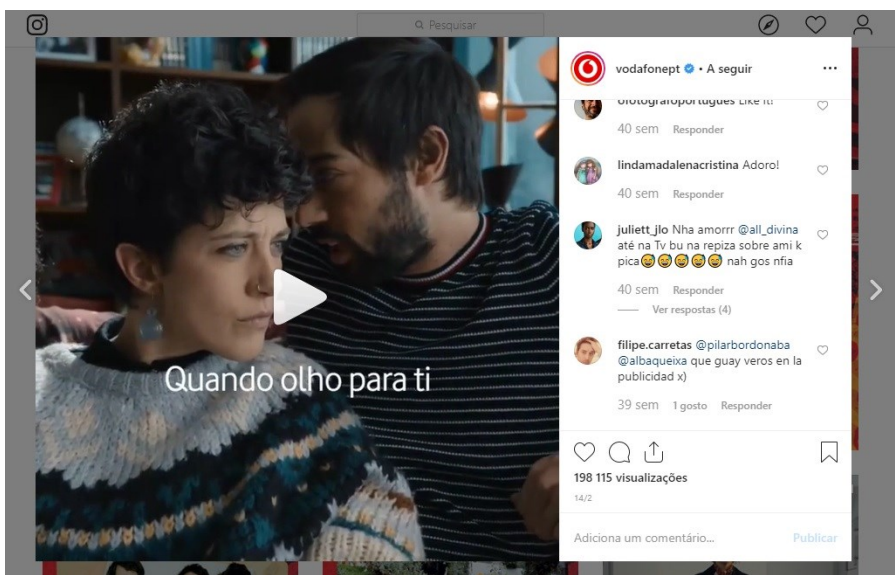 Pesquisar
Quando olho para ti
vodafonept • A seguir
ofotografoportugues Like it!
40 sem Responder
lindamadalenacristina Adoro!
40 sem Responder
juliett_jlo Nha amorrr @all_divina
até na Tv bu na repiza sobre ami k
pica😅😅😅😅😅 nah gos nfia
40 sem Responder
Ver respostas (4)
filipe.carretas @pilarbordonaba
@albaqueixa que guay veros en la
publicidad x)
39 sem 1 gosto Responder
198 115 visualizações
14/2
Adiciona um comentário... Publicar